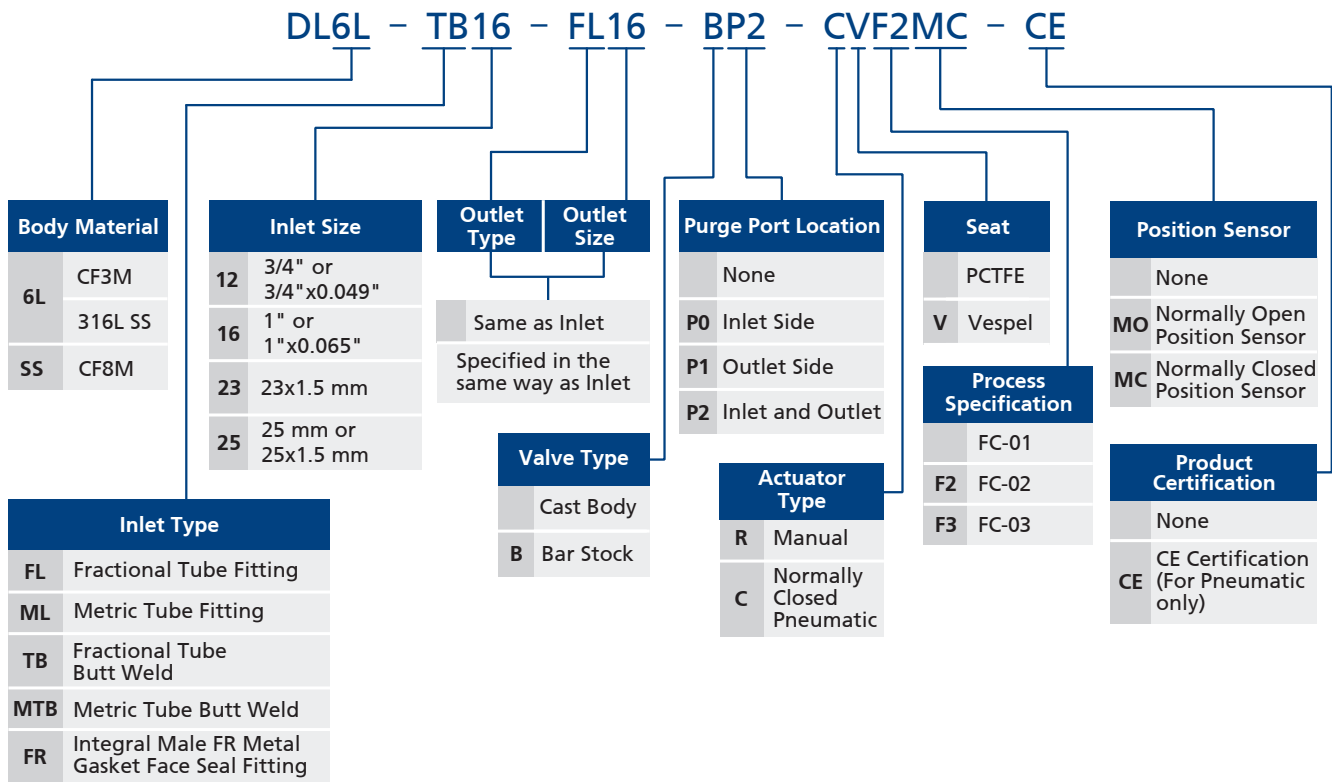 DL6L – TB16 – FL16 – BP2 – CVF2MC – CE
Body Material
6L
CF3M
316L SS
SS CF8M
Inlet Size
12
3/4" or
3/4"x0.049"
16
1" or
1"x0.065"
23 23x1.5 mm
25
25 mm or
25x1.5 mm
Outlet
Type
Outlet
Size
Same as Inlet
Specified in the
same way as Inlet
Purge Port Location
None
P0 Inlet Side
P1 Outlet Side
P2 Inlet and Outlet
Seat
PCTFE
V Vespel
Position Sensor
None
MO
Normally Open
Position Sensor
MC
Normally Closed
Position Sensor
Process
Specification
FC-01
F2 FC-02
F3 FC-03
Valve Type
Cast Body
B Bar Stock
Actuator
Type
R Manual
C
Normally
Closed
Pneumatic
Product
Certification
None
CE
CE Certification
(For Pneumatic
only)
Inlet Type
FL Fractional Tube Fitting
ML Metric Tube Fitting
TB
Fractional Tube
Butt Weld
MTB Metric Tube Butt Weld
FR
Integral Male FR Metal
Gasket Face Seal Fitting